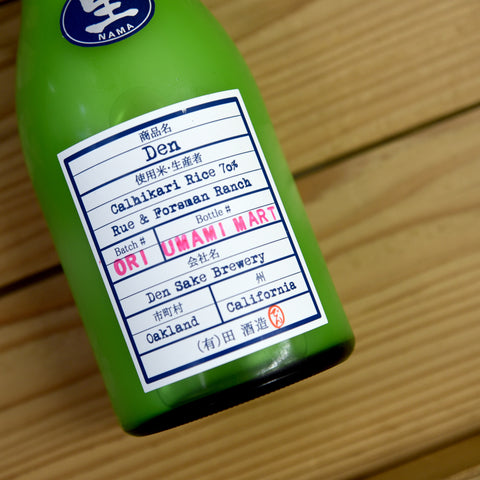 生
NAMA
商品名
Den
使用米・生産者
Calhikari Rice 70%
Rue & Forsman Ranch
Batch # Bottle #
ORI UMAMI MART
会社名
Den Sake Brewery
市町村 州
Oakland California
(有)田 酒造